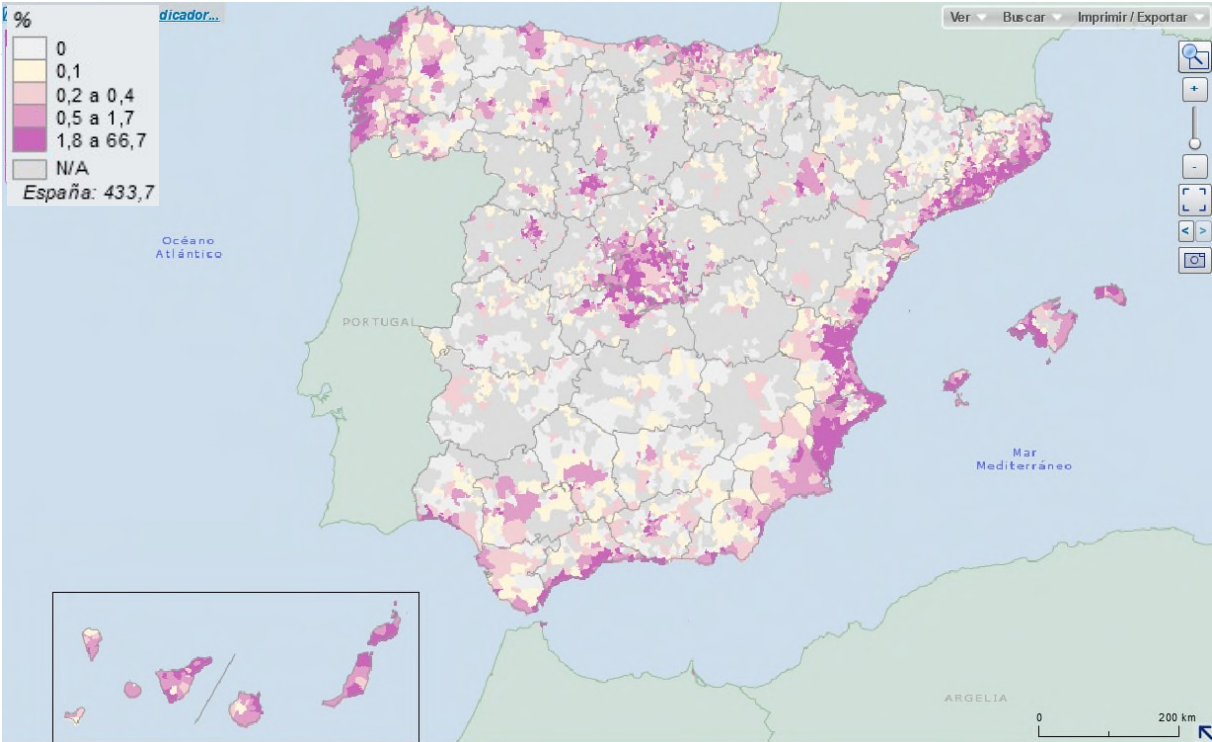 dicador...
%
0
0,1
0,2 a 0,4
0,5 a 1,7
1,8 a 66,7
N/A
España: 433,7
Ver Buscar Imprimir / Exportar
+
-
< >
Océano
Atlántico
PORTUGAL
Mar
Mediterráneo
ARGELIA
0 200 km